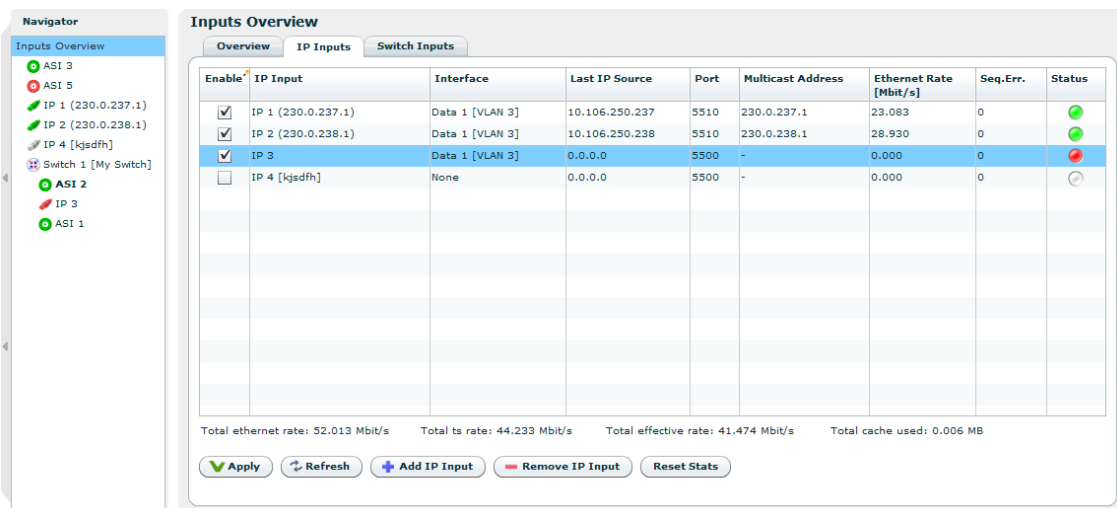 Navigator
Inputs Overview
ASI 3
ASI 5
IP 1 (230.0.237.1)
IP 2 (230.0.238.1)
IP 4 [kjsdfh]
Switch 1 [My Switch]
ASI 2
IP 3
ASI 1
Inputs Overview
Overview IP Inputs Switch Inputs
Enable IP Input Interface Last IP Source Port Multicast Address Ethernet Rate [Mbit/s] Seq.Err. Status
IP 1 (230.0.237.1) Data 1 [VLAN 3] 10.106.250.237 5510 230.0.237.1 23.083 0
IP 2 (230.0.238.1) Data 1 [VLAN 3] 10.106.250.238 5510 230.0.238.1 28.930 0
IP 3 Data 1 [VLAN 3] 0.0.0.0 5500 - 0.000 0
IP 4 [kjsdfh] None 0.0.0.0 5500 - 0.000 0
Total ethernet rate: 52.013 Mbit/s Total ts rate: 44.233 Mbit/s Total effective rate: 41.474 Mbit/s Total cache used: 0.006 MB
Apply Refresh Add IP Input Remove IP Input Reset Stats